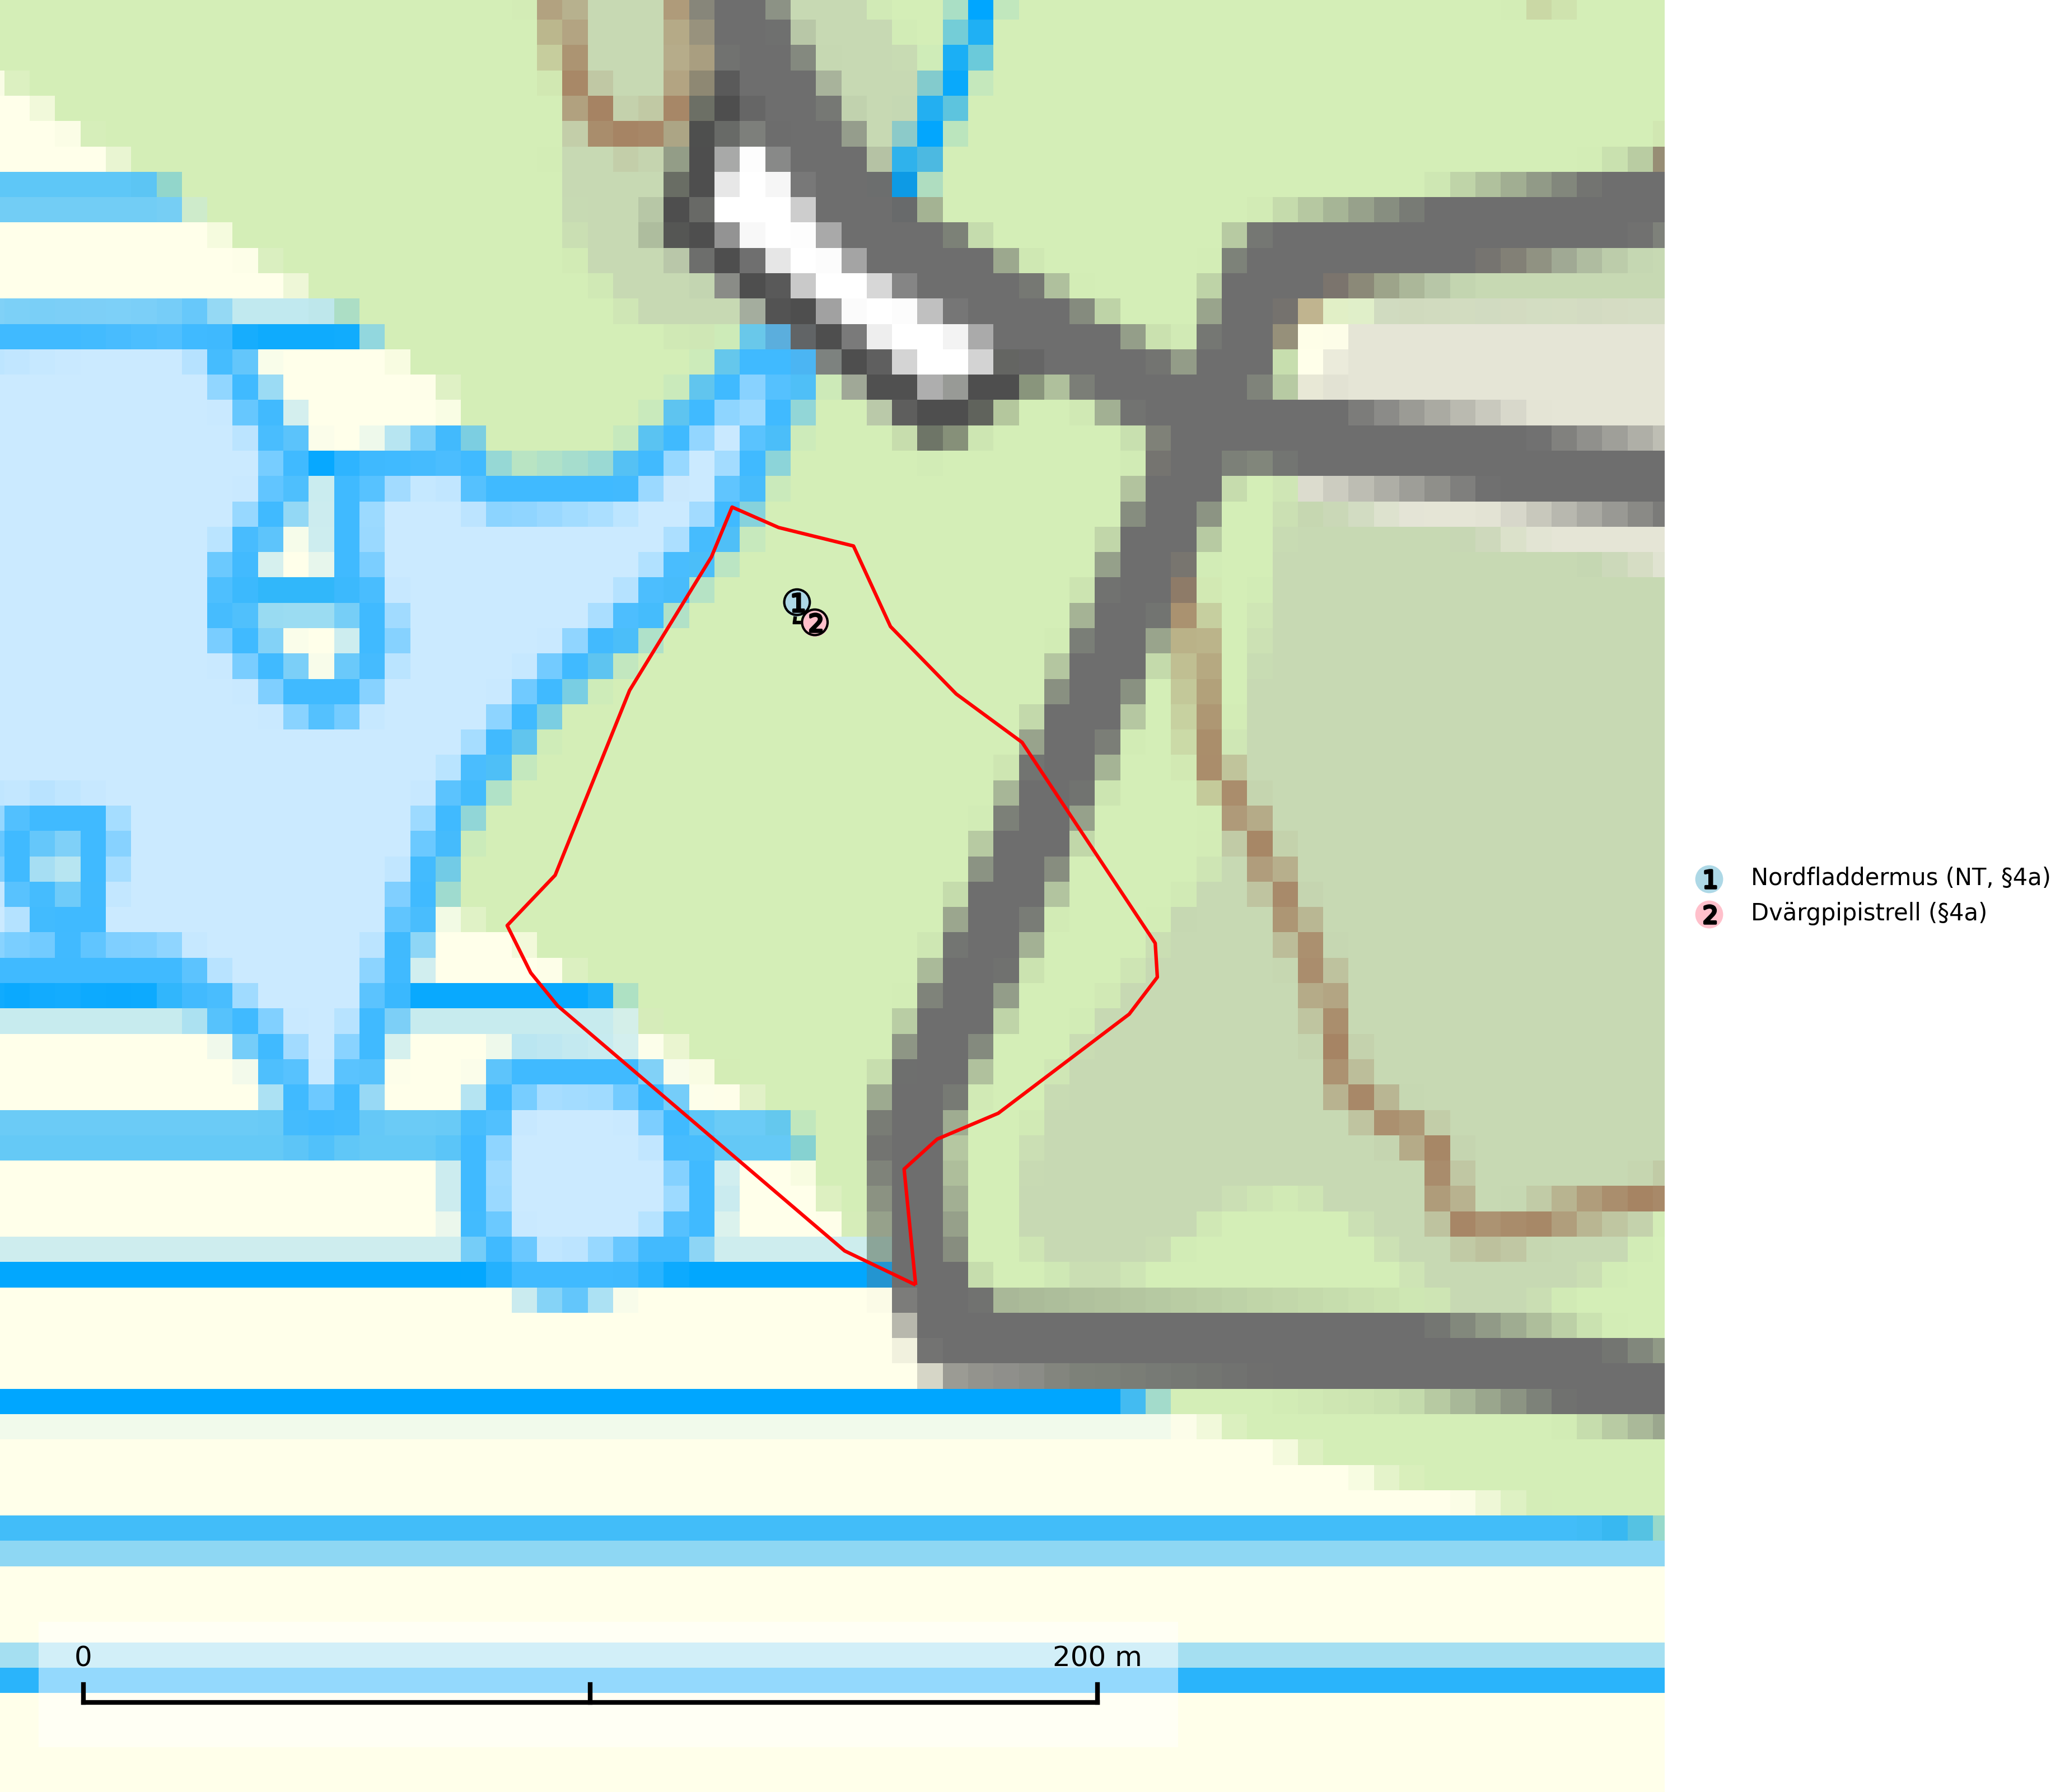 1
2
1 Nordfladdermus (NT, §4a)
2 Dvärgpipistrell (§4a)
0 200 m